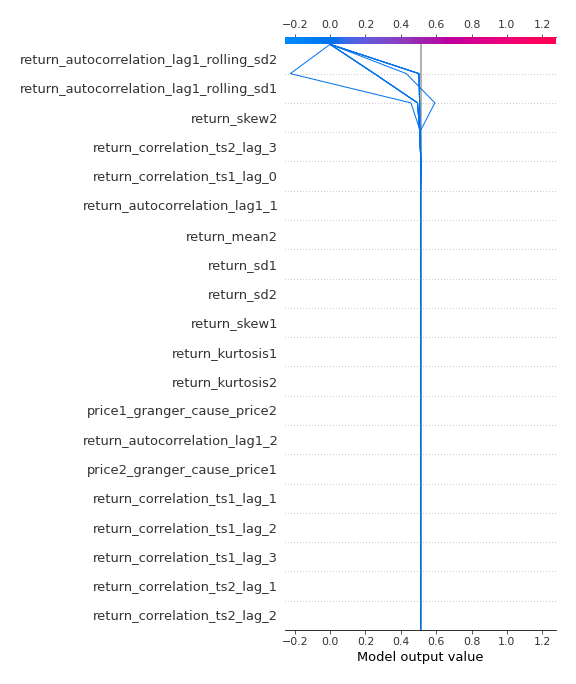 −0.2 0.0 0.2 0.4 0.6 0.8 1.0 1.2
return_autocorrelation_lag1_rolling_sd2
return_autocorrelation_lag1_rolling_sd1
return_skew2
return_correlation_ts2_lag_3
return_correlation_ts1_lag_0
return_autocorrelation_lag1_1
return_mean2
return_sd1
return_sd2
return_skew1
return_kurtosis1
return_kurtosis2
price1_granger_cause_price2
return_autocorrelation_lag1_2
price2_granger_cause_price1
return_correlation_ts1_lag_1
return_correlation_ts1_lag_2
return_correlation_ts1_lag_3
return_correlation_ts2_lag_1
return_correlation_ts2_lag_2
−0.2 0.0 0.2 0.4 0.6 0.8 1.0 1.2
Model output value